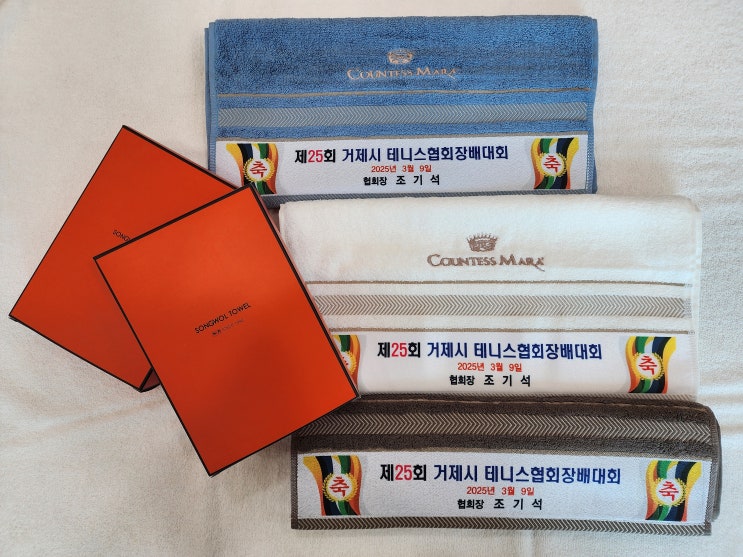 COUNTESS MARA
제25회 거제시 테니스협회장배대회
2025년 3월 9일
협회장 조기석
축
축
COUNTESS MARA
제25회 거제시 테니스협회장배대회
2025년 3월 9일
협회장 조기석
축
제25회 거제시 테니스협회장배대회
2025년 3월 9일
협회장 조기석
축
축
SONGWOL TOWEL